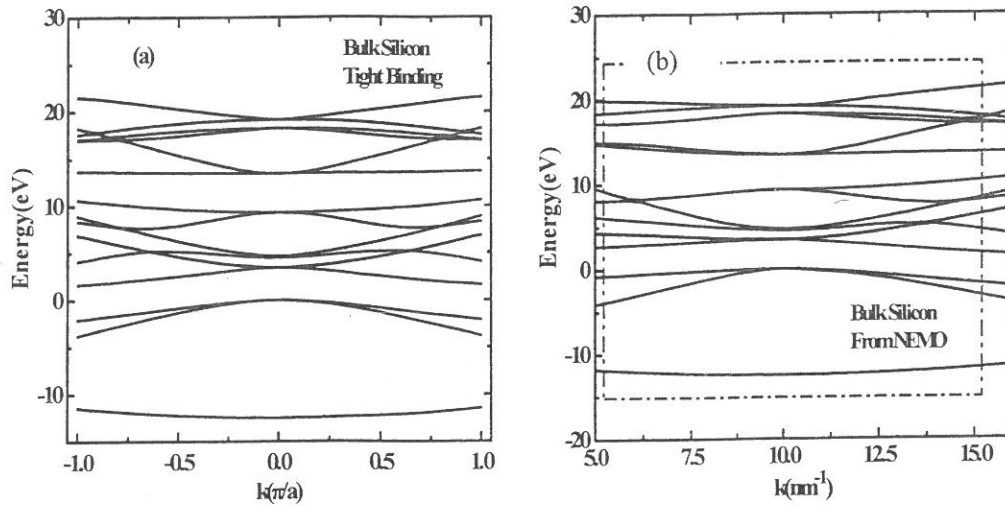 (a)
Bulk Silicon
Tight Binding
Energy (eV)
30
20
10
0
-10
-1.0
-0.5
0.0
0.5
1.0
k(π/a)
(b)
Bulk Silicon
From NEMO
Energy (eV)
30
20
10
0
-10
-20
5.0
7.5
10.0
12.5
15.0
k(nm⁻¹)